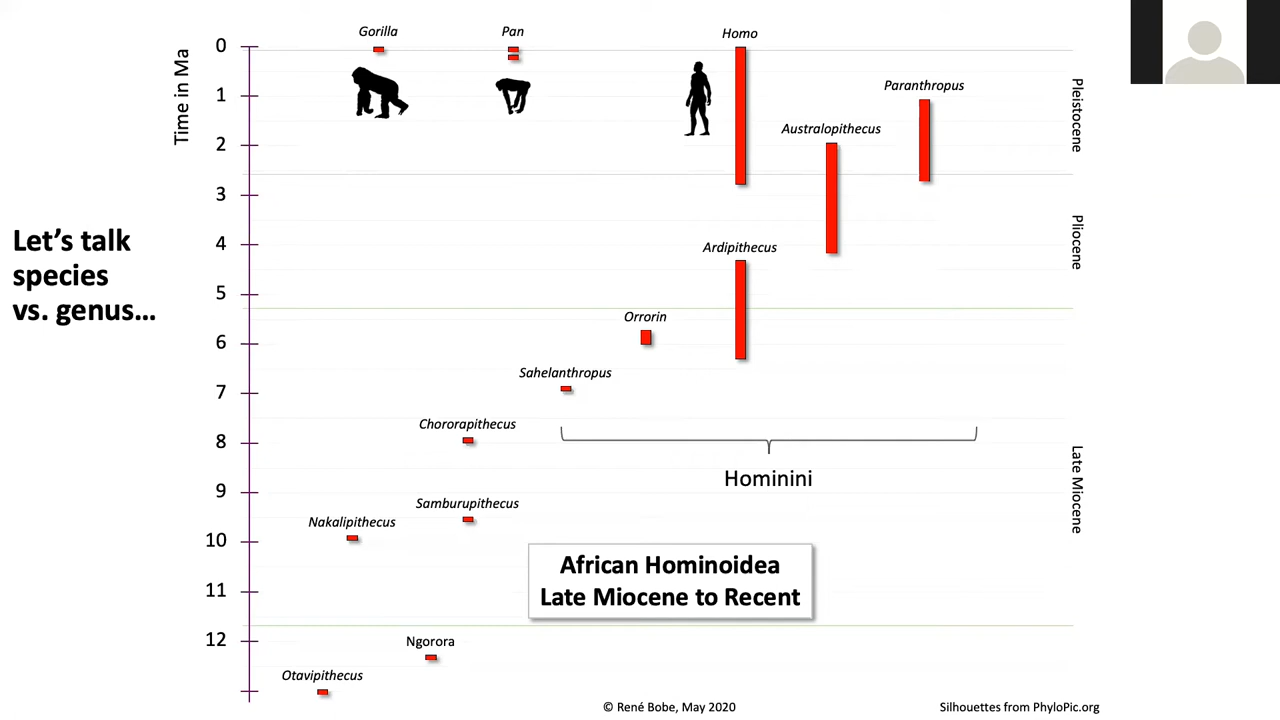 Gorilla
Pan
Homo
Paranthropus
Australopithecus
Ardipithecus
Orrorin
Sahelanthropus
Chororapithecus
Samburupithecus
Nakalipithecus
Ngorora
Otavipithecus
Time in Ma
0
1
2
3
4
5
6
7
8
9
10
11
12
Pleistocene
Pliocene
Late Miocene
Let's talk
species
vs. genus…
Hominini
African Hominoidea
Late Miocene to Recent
© René Bobe, May 2020
Silhouettes from PhyloPic.org